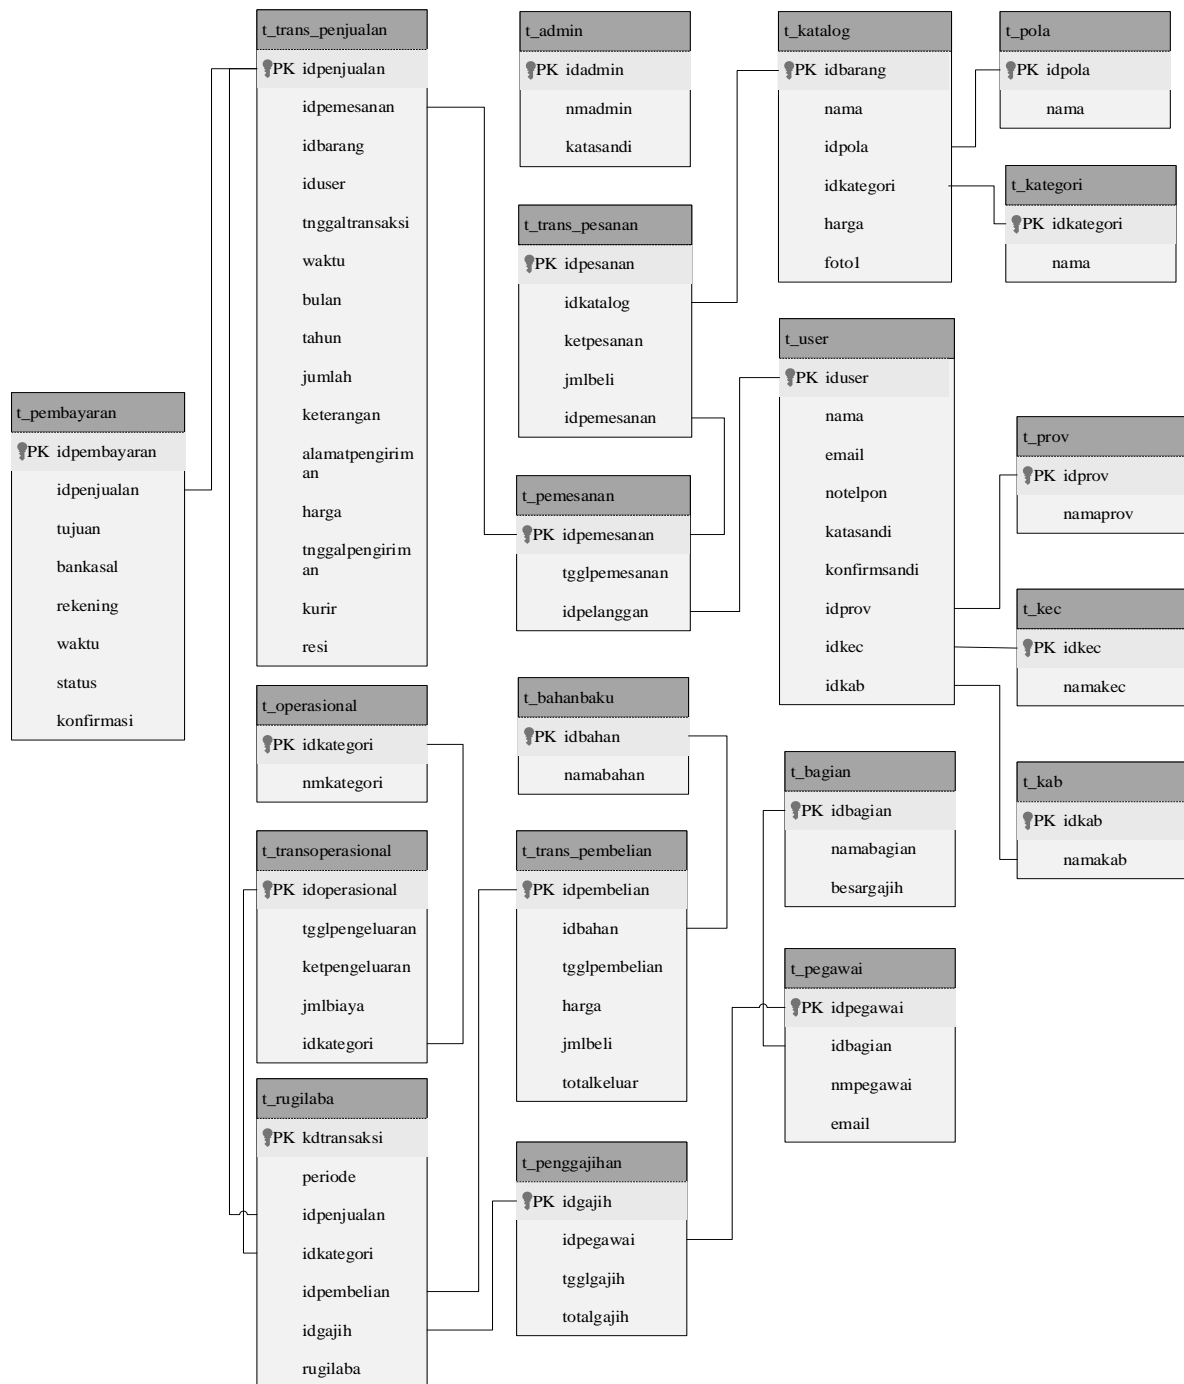 t_trans_penjualan
PK idpenjualan
idpemesanan
idbarang
iduser
tnggaltransaksi
waktu
bulan
tahun
jumlah
keterangan
alamatpengirim
an
harga
tnggalpengirim
an
kurir
resi
t_admin
PK idadmin
nmadmin
katasandi
t_katalog
PK idbarang
nama
idpola
idkategori
harga
foto1
t_pola
PK idpola
nama
t_kategori
PK idkategori
nama
t_trans_pesanan
PK idpesanan
idkatalog
ketpesanan
jmlbeli
idpemesanan
t_user
PK iduser
nama
email
notelpon
katasandi
konfirmsandi
idprov
idkec
idkab
t_pembayaran
PK idpembayaran
idpenjualan
tujuan
bankasal
rekening
waktu
status
konfirmasi
t_pemesanan
PK idpemesanan
tgglpemesanan
idpelanggan
t_prov
PK idprov
namaprov
t_kec
PK idkec
namakec
t_kab
PK idkab
namakab
t_operasional
PK idkategori
nmkategori
t_bahanbaku
PK idbahan
namabahan
t_bagian
PK idbagian
namabagian
besargajih
t_transoperasional
PK idoperasional
tgglpengeluaran
ketpengeluaran
jmlbiaya
idkategori
t_trans_pembelian
PK idpembelian
idbahan
tgglpembelian
harga
jmlbeli
totalkeluar
t_pegawai
PK idpegawai
idbagian
nmpegawai
email
t_rugilaba
PK kdtransaksi
periode
idpenjualan
idkategori
idpembelian
idgajih
rugilaba
t_penggajihan
PK idgajih
idpegawai
tgglgajih
totalgajih